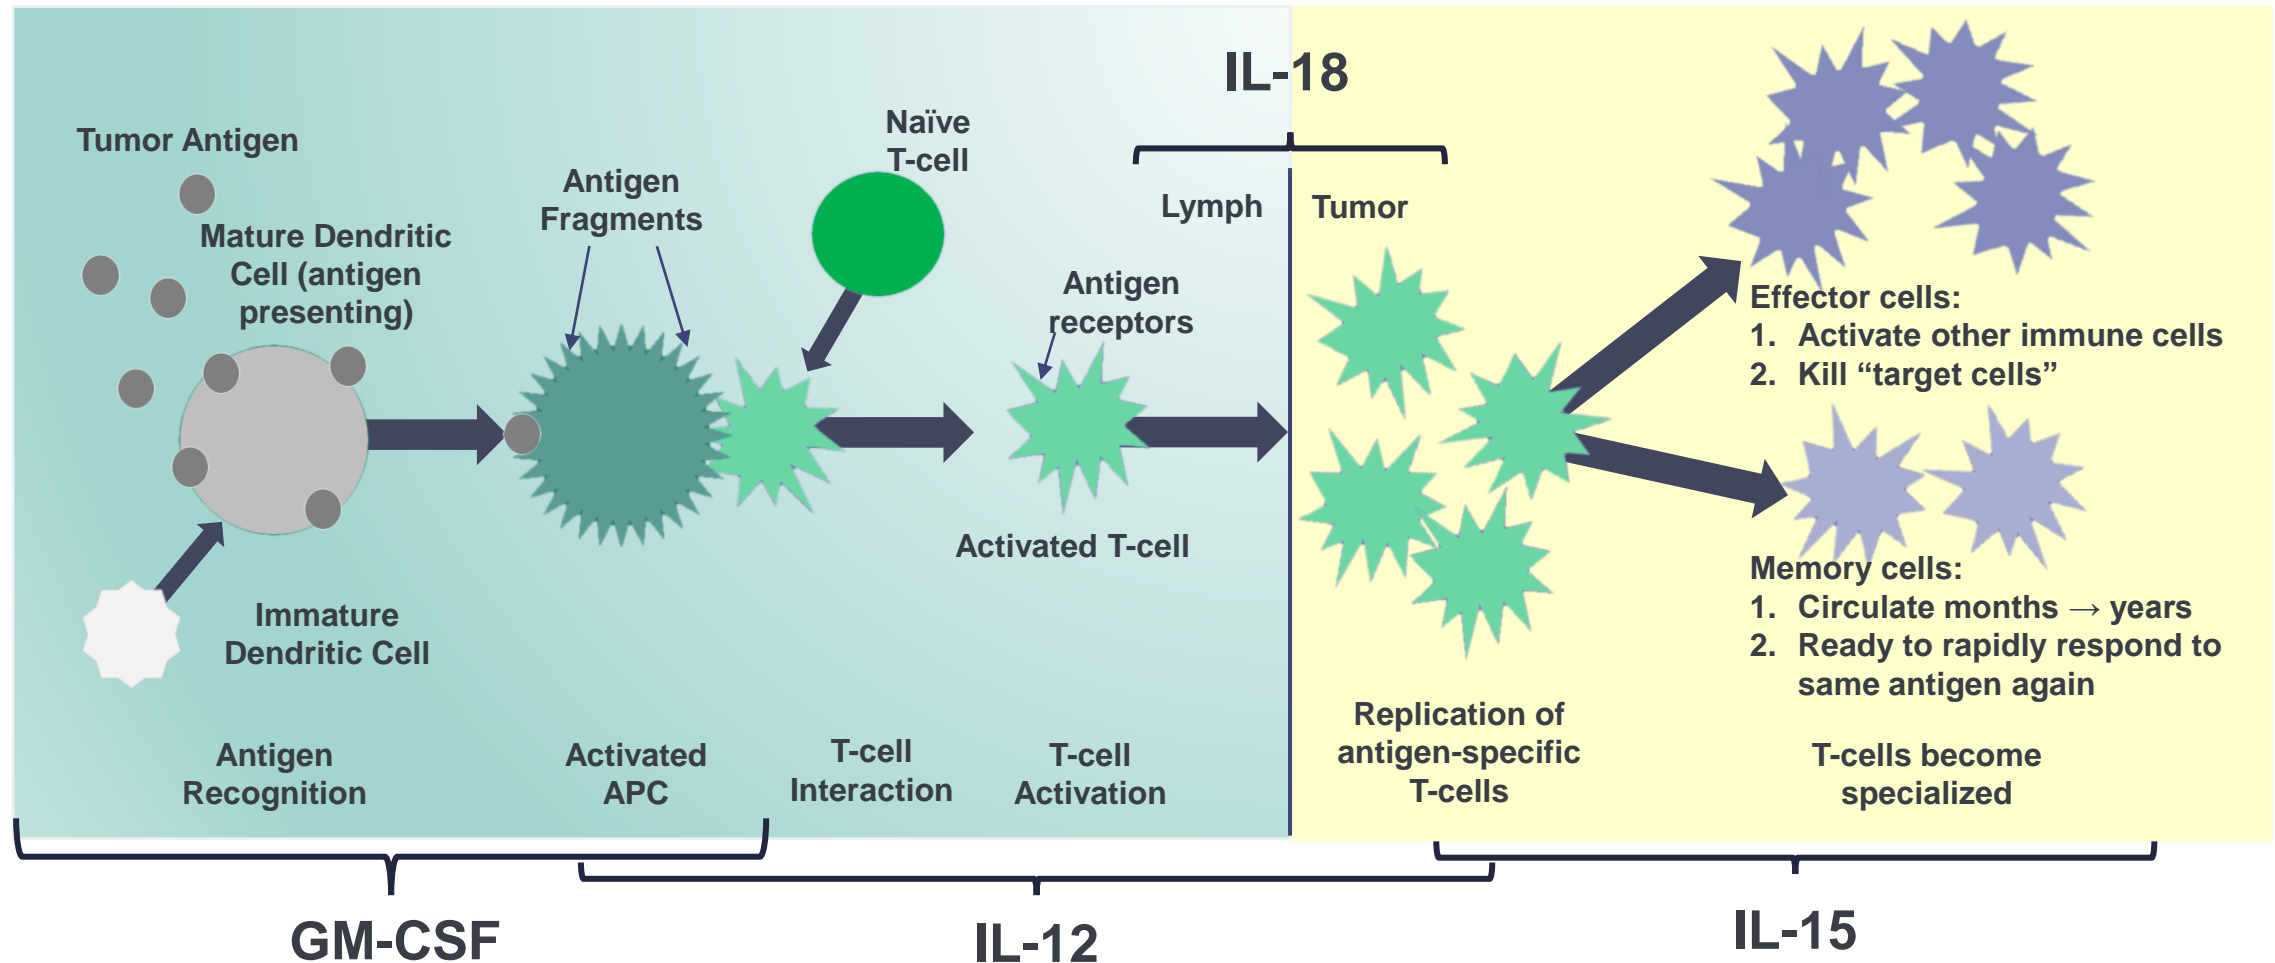 IL-18
Tumor Antigen
Mature Dendritic
Cell (antigen
presenting)
Antigen
Fragments
Naïve
T-cell
Lymph
Tumor
Antigen
receptors
Immature
Dendritic Cell
Activated T-cell
Effector cells:
1. Activate other immune cells
2. Kill “target cells”
Memory cells:
1. Circulate months → years
2. Ready to rapidly respond to
same antigen again
Antigen
Recognition
Activated
APC
T-cell
Interaction
T-cell
Activation
Replication of
antigen-specific
T-cells
T-cells become
specialized
GM-CSF
IL-12
IL-15